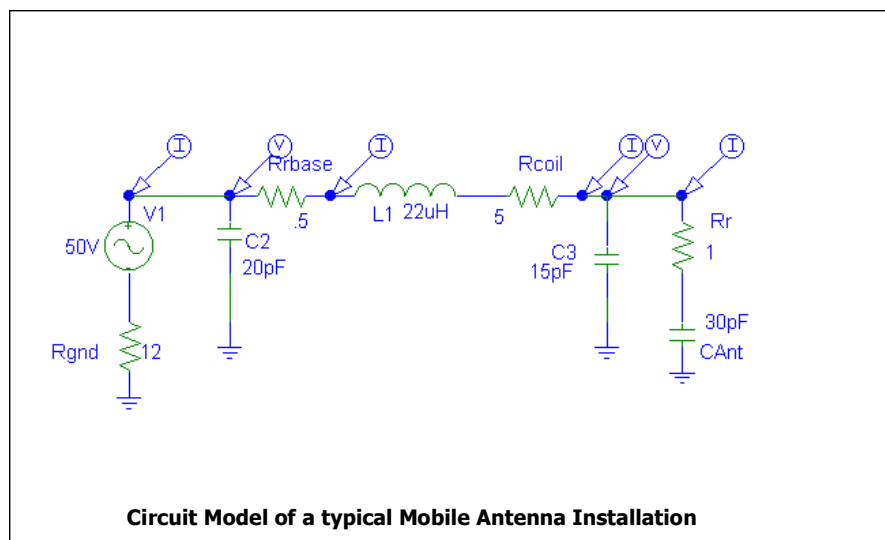 I V I I V I
Rrbase Rcoil
V1 L1 22uH Rr
50V C2 .5 5 C3 1
20pF 15pF
30pF
Rgnd 12 CAnt
Circuit Model of a typical Mobile Antenna Installation